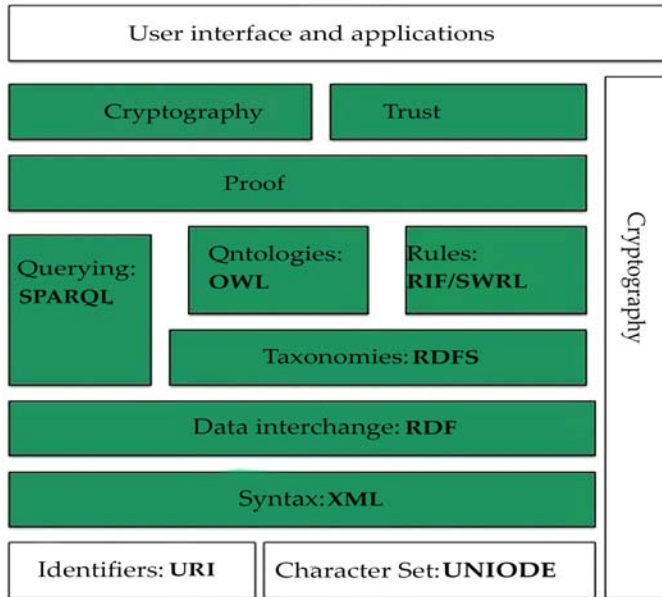 User interface and applications
Cryptography
Trust
Proof
Querying:
SPARQL
Qntologies:
OWL
Rules:
RIF/SWRL
Taxonomies: RDFS
Data interchange: RDF
Syntax: XML
Identifiers: URI
Character Set: UNIODE
Cryptography